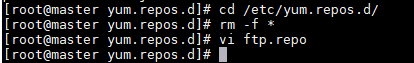 [root@master yum.repos.d]# cd /etc/yum.repos.d/
[root@master yum.repos.d]# rm -f *
[root@master yum.repos.d]# vi ftp.repo
[root@master yum.repos.d]#